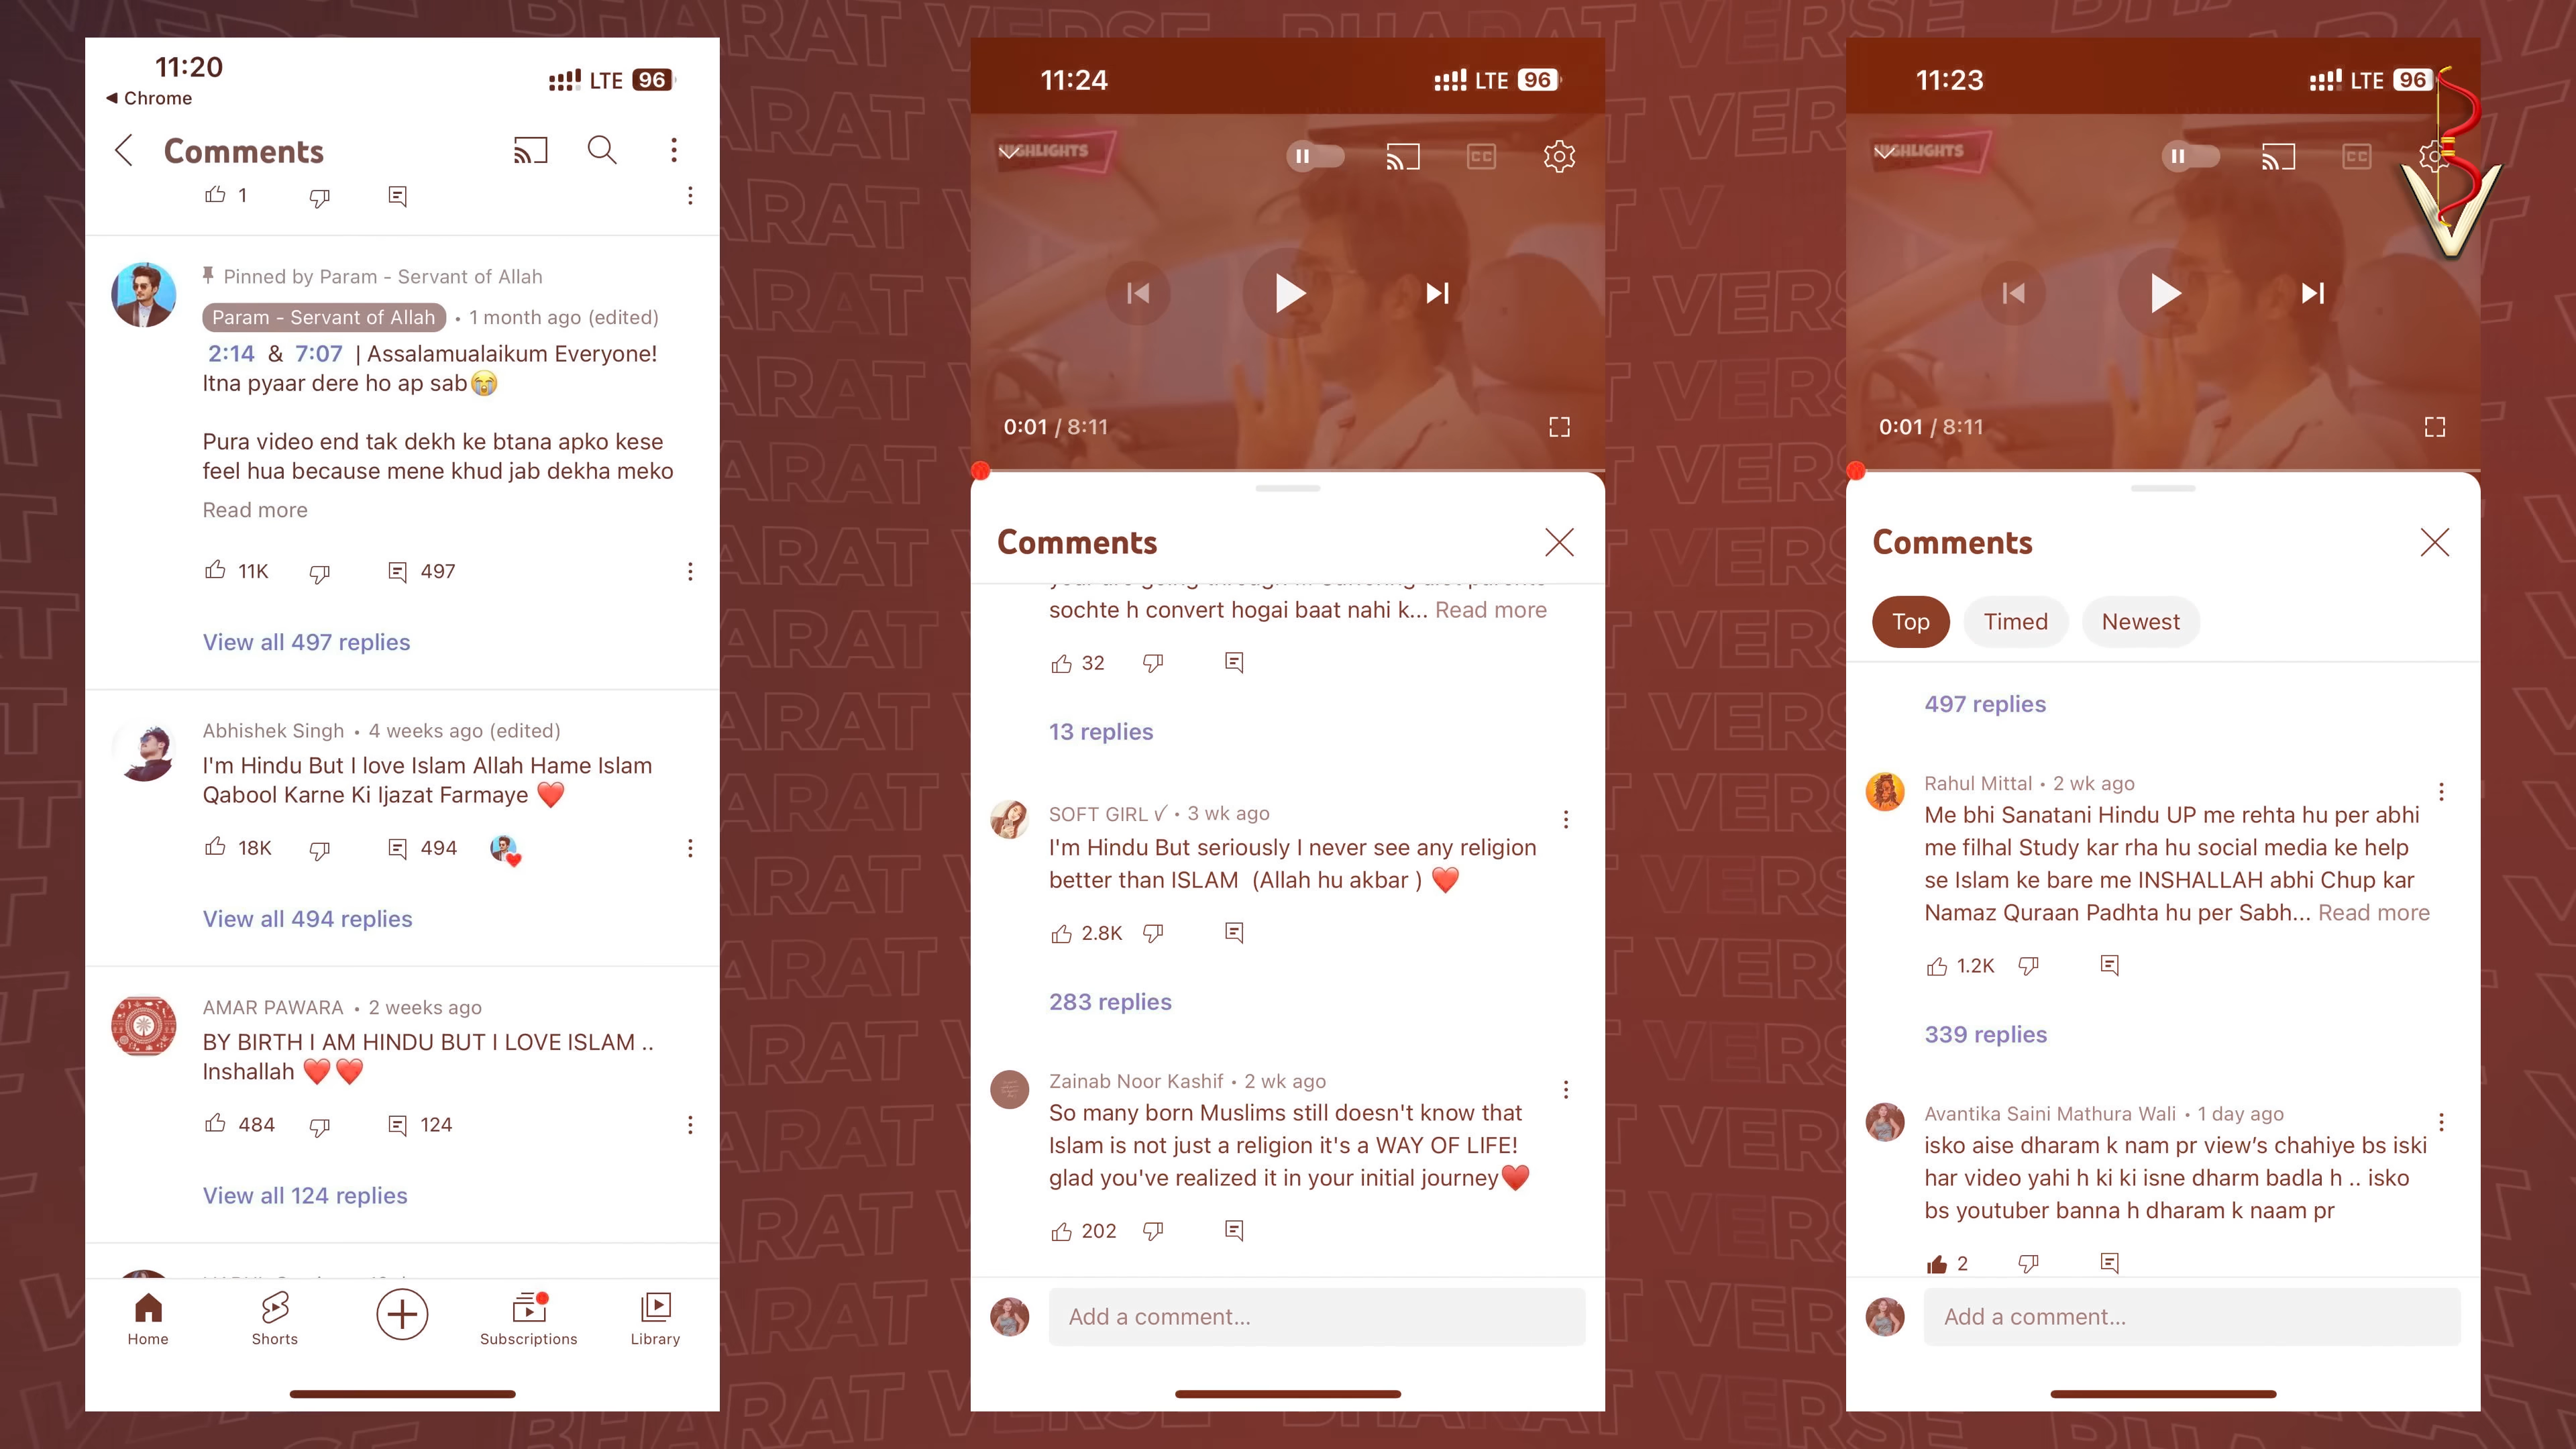 11:20
LTE 96
Chrome
Comments
1
Pinned by Param - Servant of Allah
Param - Servant of Allah • 1 month ago (edited)
2:14 & 7:07 | Assalamualaikum Everyone!
Itna pyaar dere ho ap sab😭
Pura video end tak dekh ke btana apko kese
feel hua because mene khud jab dekha meko
Read more
11K 497
View all 497 replies
Abhishek Singh • 4 weeks ago (edited)
I'm Hindu But I love Islam Allah Hame Islam
Qabool Karne Ki Ijazat Farmaye ❤️
18K 494
View all 494 replies
AMAR PAWARA • 2 weeks ago
BY BIRTH I AM HINDU BUT I LOVE ISLAM ..
Inshallah ❤️❤️
484 124
View all 124 replies
Home Shorts Subscriptions Library
11:24
LTE 96
HIGHLIGHTS
CC
0:01 / 8:11
Comments
sochte h convert hogai baat nahi k... Read more
32
13 replies
SOFT GIRL ✓ • 3 wk ago
I'm Hindu But seriously I never see any religion
better than ISLAM (Allah hu akbar ) ❤️
2.8K
283 replies
Zainab Noor Kashif • 2 wk ago
So many born Muslims still doesn't know that
Islam is not just a religion it's a WAY OF LIFE!
glad you've realized it in your initial journey❤️
202
Add a comment...
11:23
LTE 96
HIGHLIGHTS
CC
0:01 / 8:11
Comments
Top Timed Newest
497 replies
Rahul Mittal • 2 wk ago
Me bhi Sanatani Hindu UP me rehta hu per abhi
me filhal Study kar rha hu social media ke help
se Islam ke bare me INSHALLAH abhi Chup kar
Namaz Quraan Padhta hu per Sabh... Read more
1.2K
339 replies
Avantika Saini Mathura Wali • 1 day ago
isko aise dharam k nam pr view's chahiye bs iski
har video yahi h ki ki isne dharm badla h .. isko
bs youtuber banna h dharam k naam pr
2
Add a comment...
BHARAT VERSE